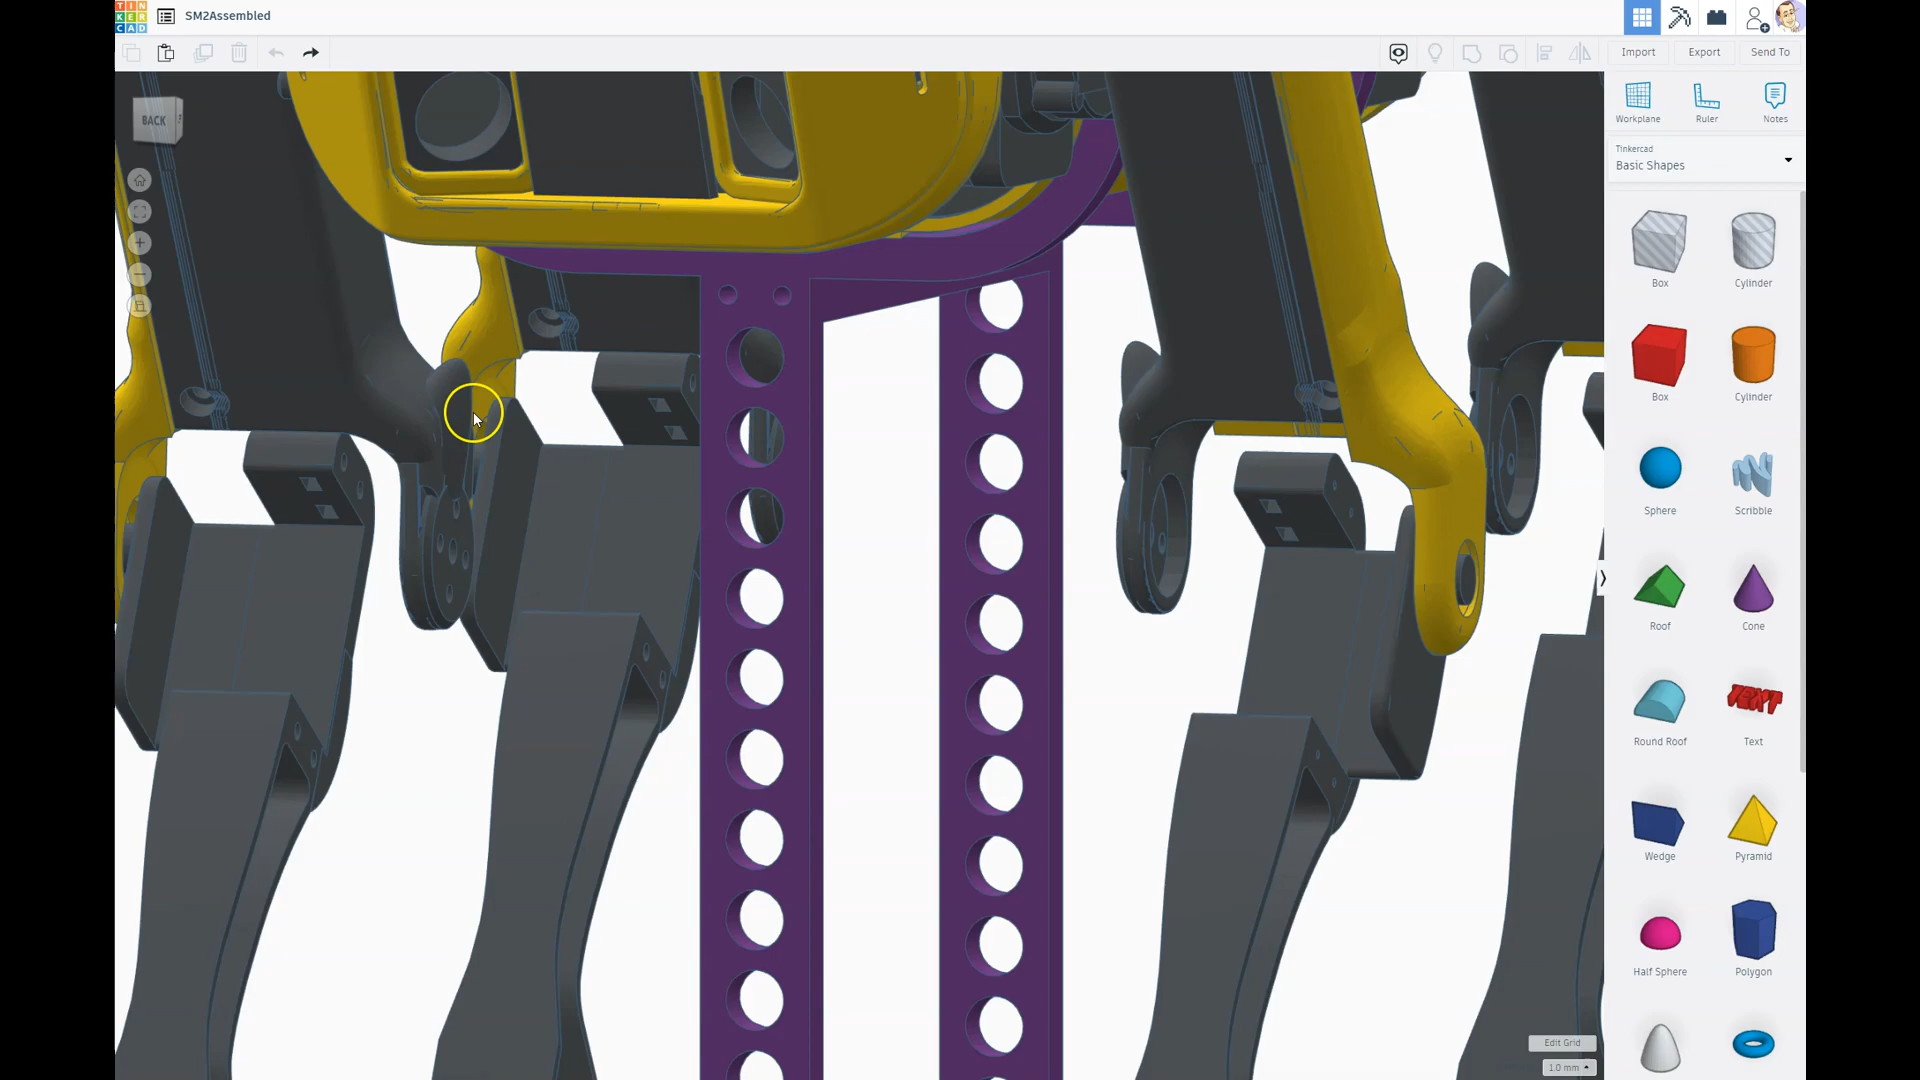 TIN
KER
CAD
SM2Assembled
Import
Export
Send To
BACK
Workplane
Ruler
Notes
Tinkercad
Basic Shapes
Box
Cylinder
Box
Cylinder
Sphere
Scribble
Roof
Cone
Round Roof
TEXT
Text
Wedge
Pyramid
Half Sphere
Polygon
Edit Grid
1.0 mm